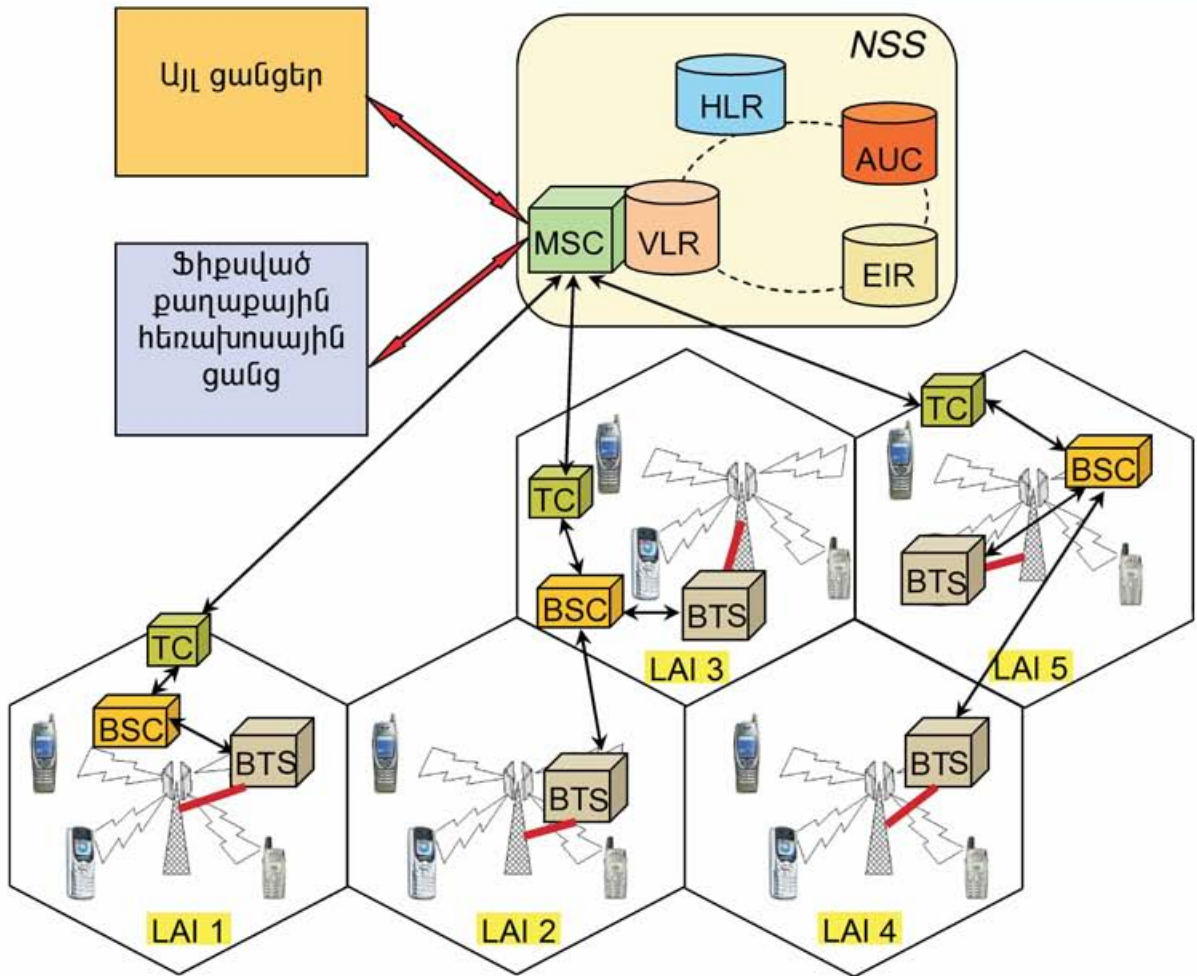 Այլ ցանցեր
NSS
HLR
AUC
MSC
VLR
EIR
Ֆիքսված
քաղաքային
հեռախոսային
ցանց
TC
BSC
TC
BTS
BSC
BTS
LAI 3
LAI 5
TC
BSC
BTS
BTS
BTS
LAI 1
LAI 2
LAI 4